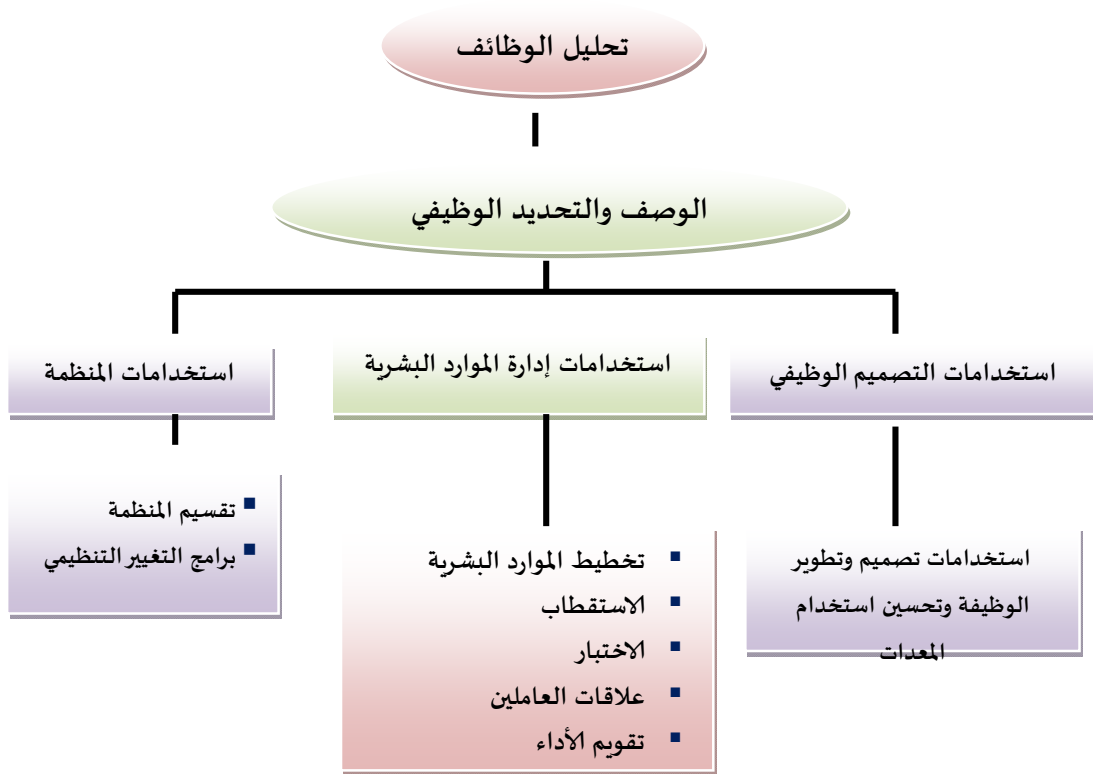 تحليل الوظائف
الوصف والتحديد الوظيفي
استخدامات التصميم الوظيفي
استخدامات إدارة الموارد البشرية
استخدامات المنظمة
استخدامات تصميم وتطوير
الوظيفة وتحسين استخدام
المعدات
▪ تخطيط الموارد البشرية
▪ الاستقطاب
▪ الاختبار
▪ علاقات العاملين
▪ تقويم الأداء
▪ تقسيم المنظمة
▪ برامج التغيير التنظيمي